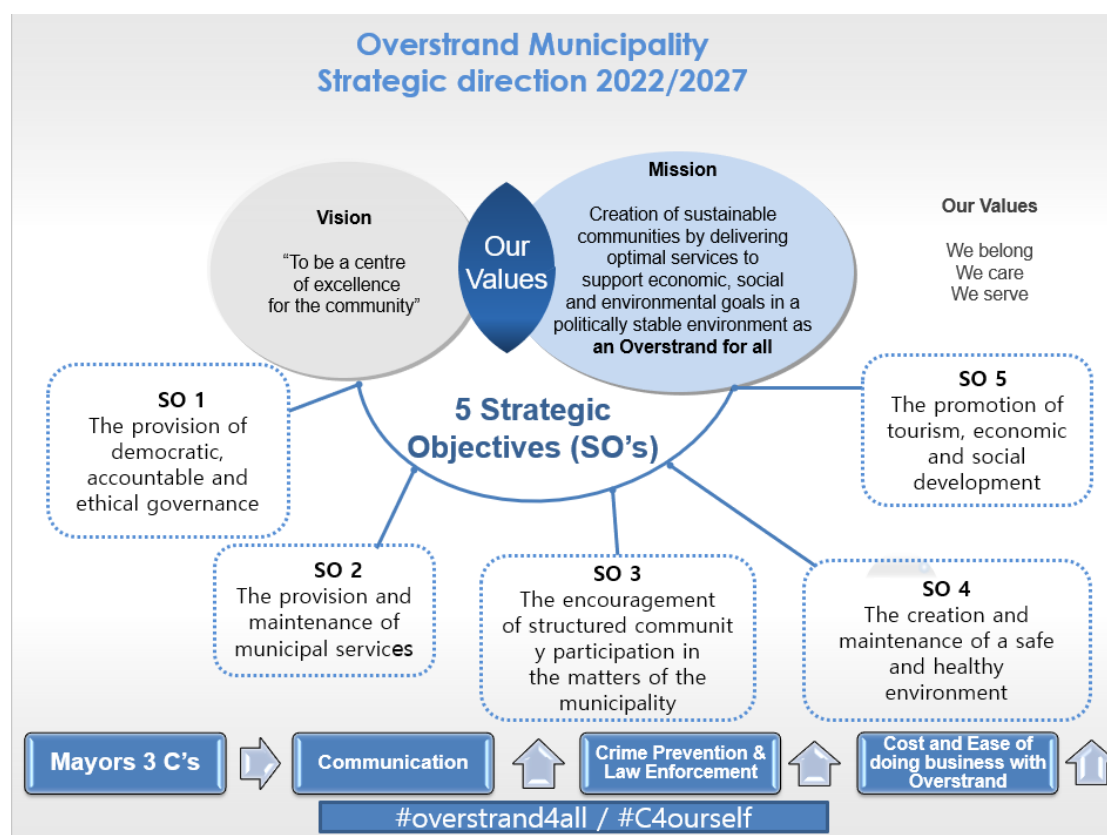 Overstrand Municipality
Strategic direction 2022/2027
Vision
“To be a centre
of excellence
for the community”
Our
Values
Mission
Creation of sustainable
communities by delivering
optimal services to
support economic, social
and environmental goals in a
politically stable environment as
an Overstrand for all
Our Values
We belong
We care
We serve
5 Strategic
Objectives (SO’s)
SO 1
The provision of
democratic,
accountable and
ethical governance
SO 2
The provision and
maintenance of
municipal services
SO 3
The encouragement
of structured communit
y participation in
the matters of the
municipality
SO 4
The creation and
maintenance of a safe
and healthy
environment
SO 5
The promotion of
tourism, economic
and social
development
Mayors 3 C’s
Communication
Crime Prevention &
Law Enforcement
Cost and Ease of
doing business with
Overstrand
#overstrand4all / #C4ourself